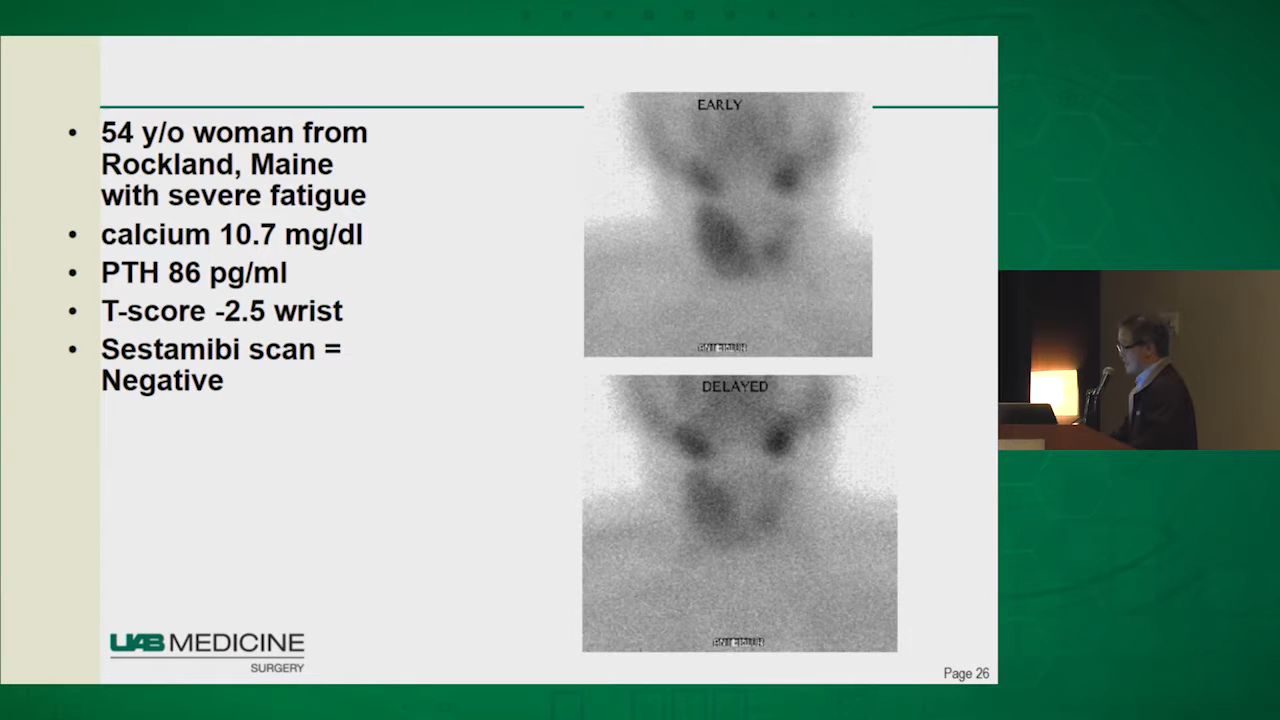 54 y/o woman from
Rockland, Maine
with severe fatigue
calcium 10.7 mg/dl
PTH 86 pg/ml
T-score -2.5 wrist
Sestamibi scan =
Negative
EARLY
DELAYED
UAB MEDICINE
SURGERY
Page 26